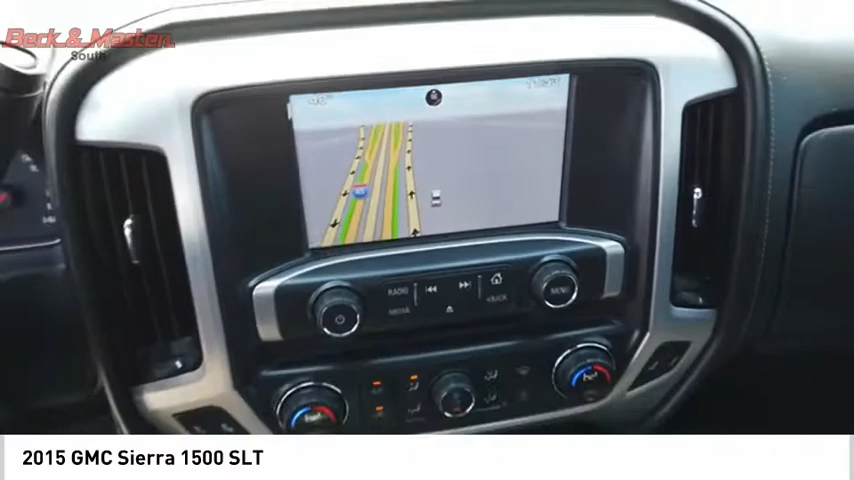 Beck & Masten
South
RADIO
MEDIA
BACK
MENU
2015 GMC Sierra 1500 SLT